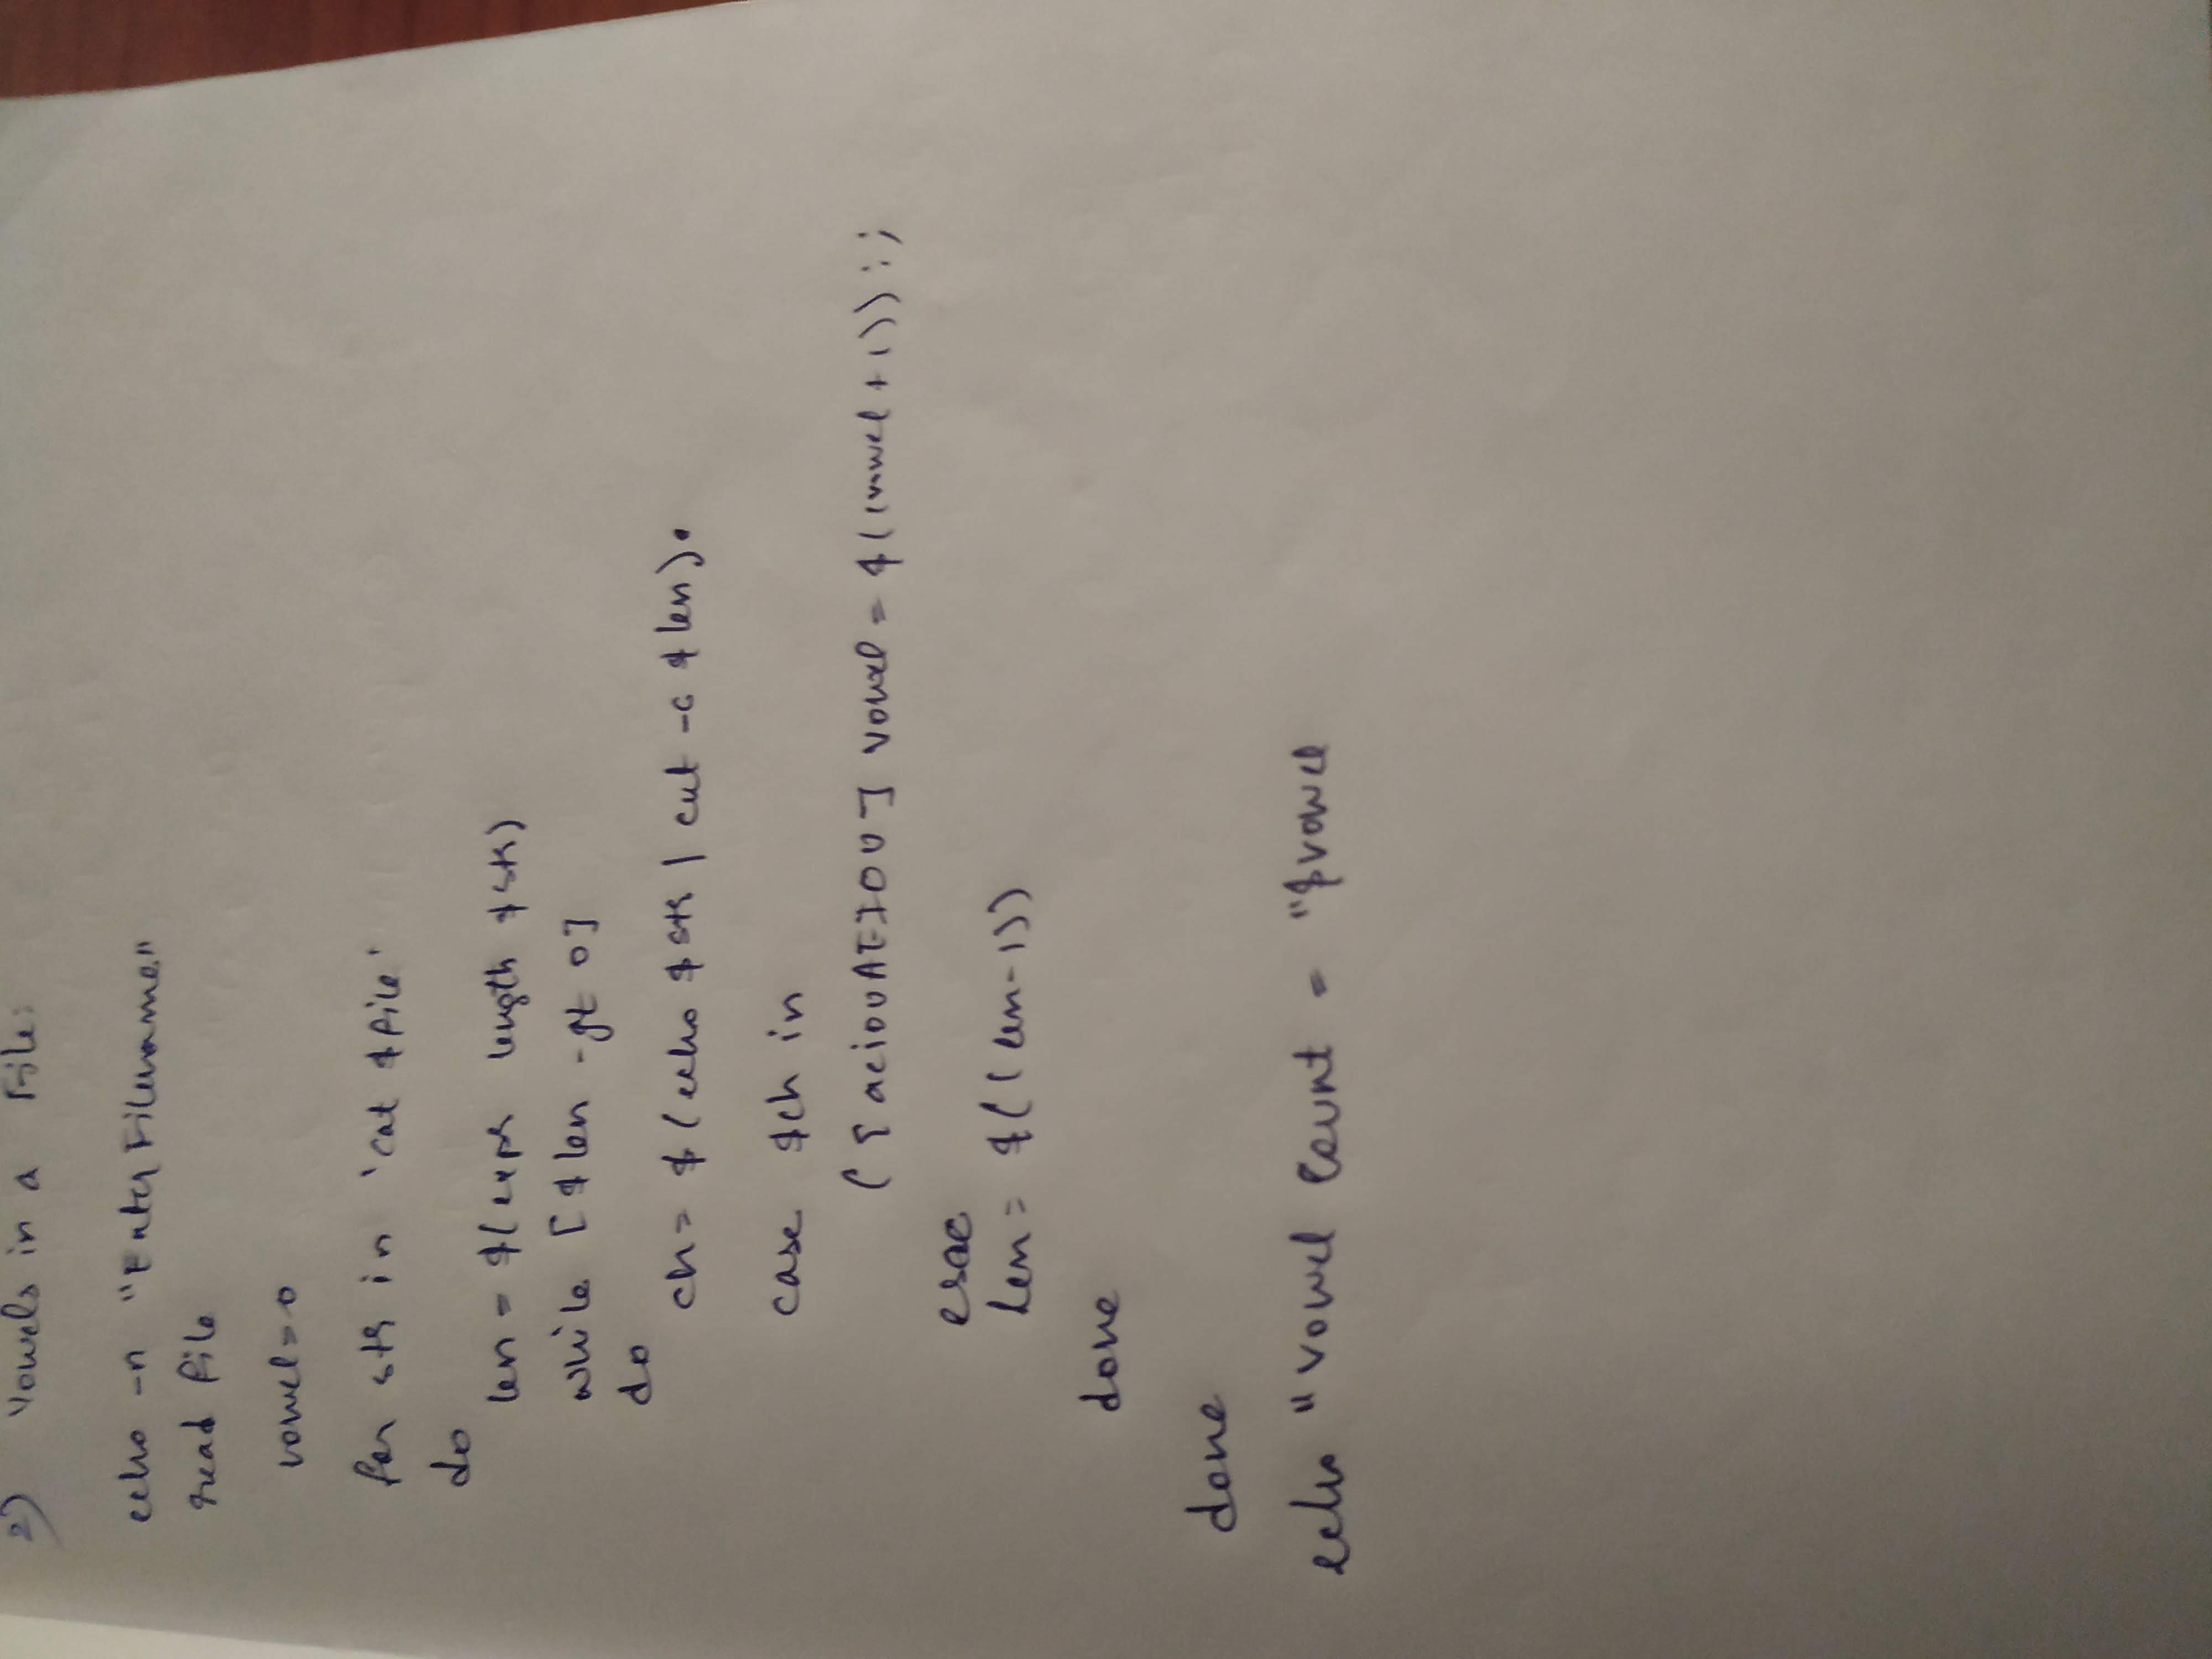 2) Vowels in a File:
echo -n "Enter Filename"
read file
vowel=0
for str in 'cat $file'
do
len = $(expr length $str)
while [$len -gt 0]
do
ch= $(echo $str | cut -c $len).
case $ch in
([aeiouAEIOU] vowel = $((vowel + 1)) ;;
esac
len = $((len-1))
done
done
echo "Vowel Count = "$vowel